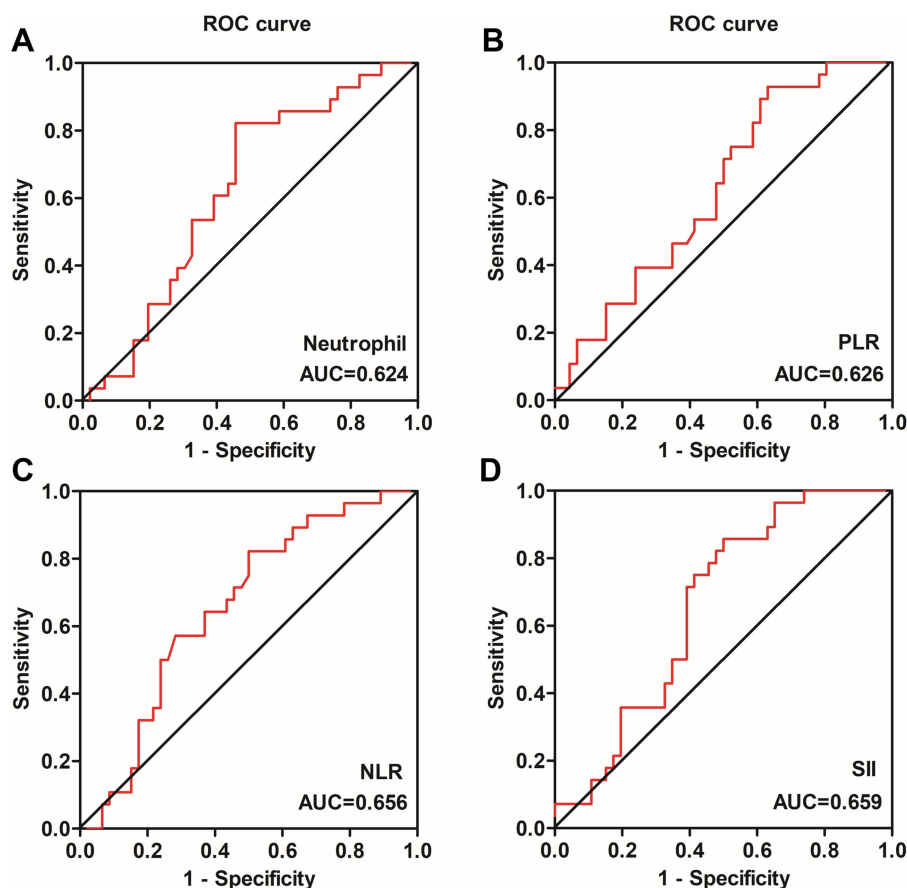 A
ROC curve
1.0
0.8
0.6
0.4
0.2
0.0
Sensitivity
Neutrophil
AUC=0.624
0.0 0.2 0.4 0.6 0.8 1.0
1 - Specificity
B
ROC curve
1.0
0.8
0.6
0.4
0.2
0.0
Sensitivity
PLR
AUC=0.626
0.0 0.2 0.4 0.6 0.8 1.0
1 - Specificity
C
1.0
0.8
0.6
0.4
0.2
0.0
Sensitivity
NLR
AUC=0.656
0.0 0.2 0.4 0.6 0.8 1.0
1 - Specificity
D
1.0
0.8
0.6
0.4
0.2
0.0
Sensitivity
SII
AUC=0.659
0.0 0.2 0.4 0.6 0.8 1.0
1 - Specificity